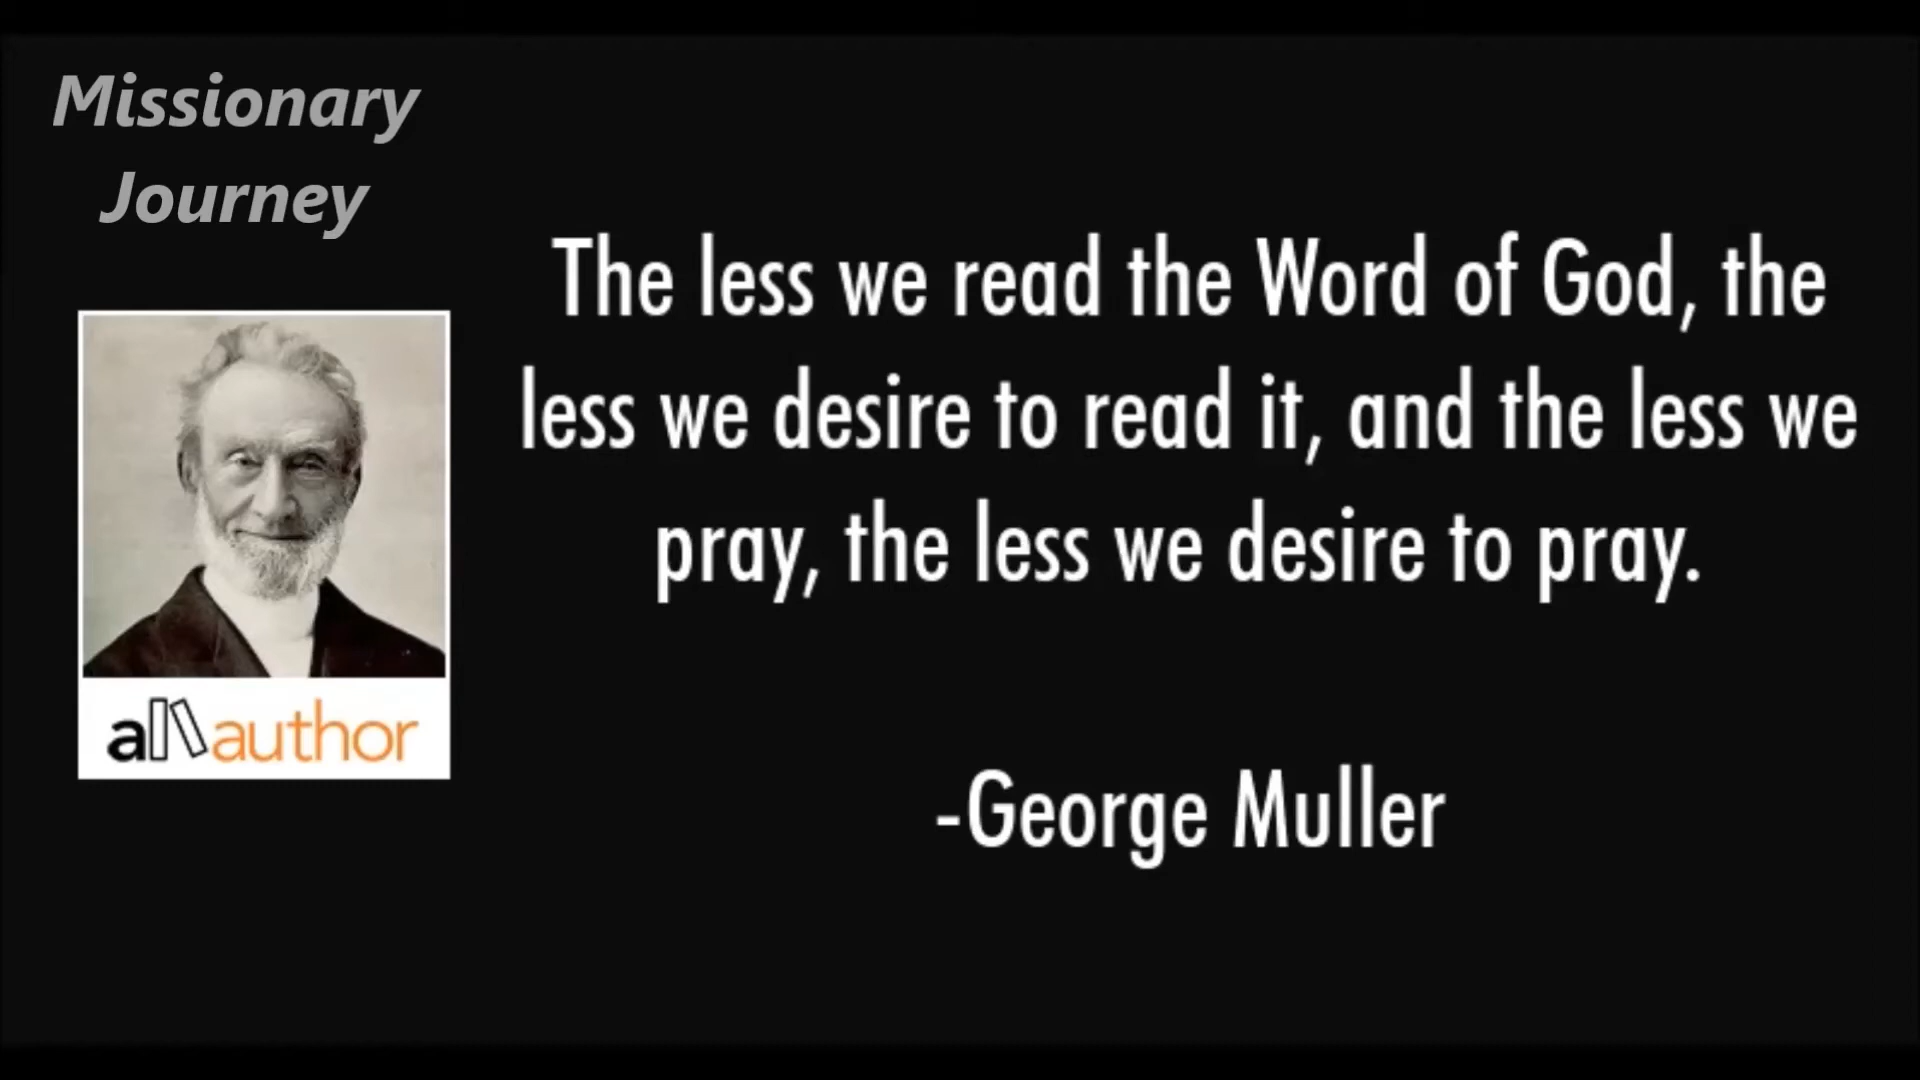 Missionary
Journey
The less we read the Word of God, the
less we desire to read it, and the less we
pray, the less we desire to pray.
-George Muller
allauthor